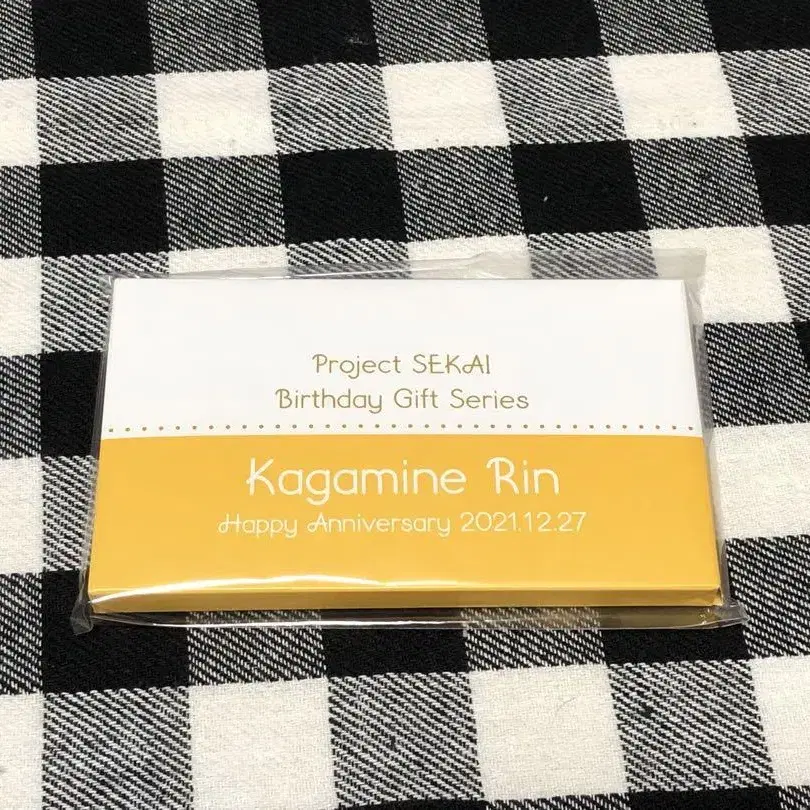 Project SEKAI
Birthday Gift Series
Kagamine Rin
Happy Anniversary 2021.12.27